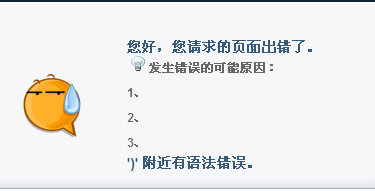 您好，您请求的页面出错了。
发生错误的可能原因：
1、
2、
3、
')' 附近有语法错误。